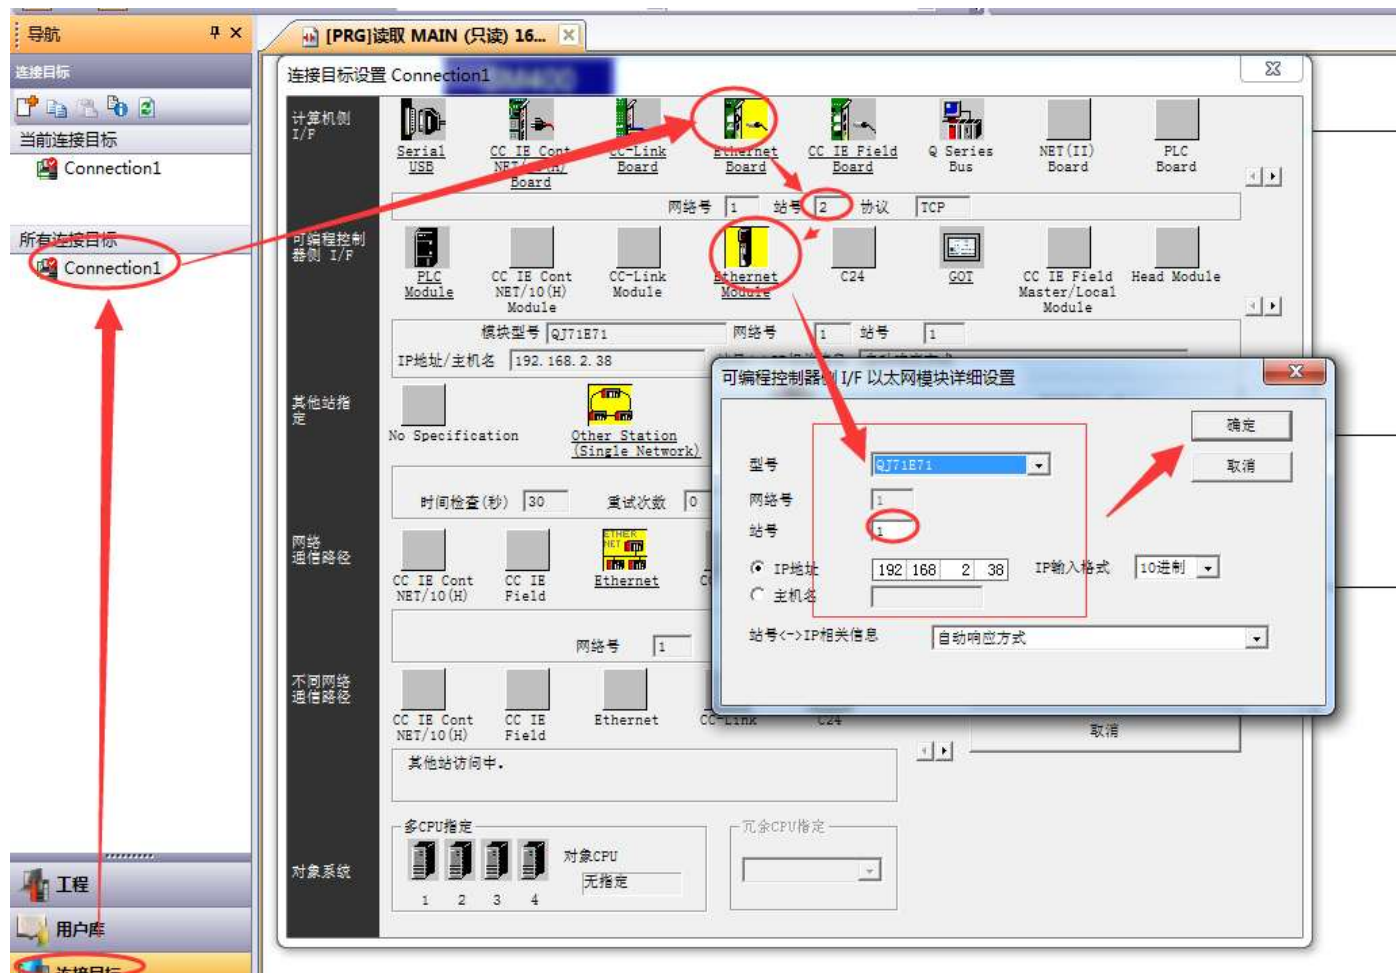 导航
[PRG]读取 MAIN (只读) 16...
连接目标
当前连接目标
Connection1
所有连接目标
Connection1
工程
用户库
连接目标
连接目标设置 Connection1
计算机侧
I/F
Serial
USB
CC IE Cont
NET/10(H)
Board
CC-Link
Board
Ethernet
Board
CC IE Field
Board
Q Series
Bus
NET(II)
Board
PLC
Board
网络号 1 站号 2 协议 TCP
可编程控制
器侧 I/F
PLC
Module
CC IE Cont
NET/10(H)
Module
CC-Link
Module
Ethernet
Module
C24
GOT
CC IE Field
Master/Local
Module
Head Module
模块型号 QJ71E71 网络号 1 站号 1
IP地址/主机名 192.168.2.38
其他站指
定
No Specification
Other Station
(Single Network)
时间检查(秒) 30 重试次数 0
网络
通信路径
CC IE Cont
NET/10(H)
CC IE
Field
ETHER
NET
Ethernet
网络号 1
不同网络
通信路径
CC IE Cont
NET/10(H)
CC IE
Field
Ethernet
CC-Link
C24
其他站访问中.
取消
对象系统
多CPU指定
1 2 3 4
对象CPU
无指定
冗余CPU指定
可编程控制器侧 I/F 以太网模块详细设置
型号 QJ71E71
确定
取消
网络号 1
站号 1
IP地址 192 168 2 38 IP输入格式 10进制
主机名
站号<->IP相关信息 自动响应方式